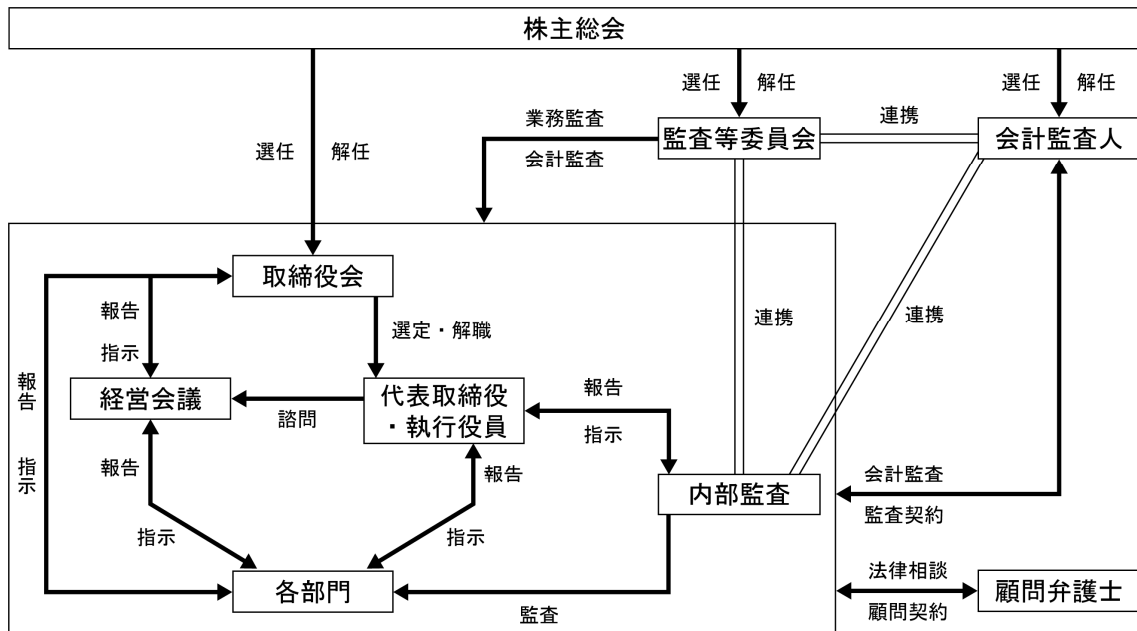 株主総会
選任
解任
選任
解任
選任
解任
業務監査
会計監査
監査等委員会
連携
会計監査人
取締役会
選定・解職
連携
連携
報告
指示
報告
指示
経営会議
諮問
代表取締役
・執行役員
報告
指示
報告
指示
報告
指示
内部監査
会計監査
監査契約
各部門
監査
法律相談
顧問契約
顧問弁護士